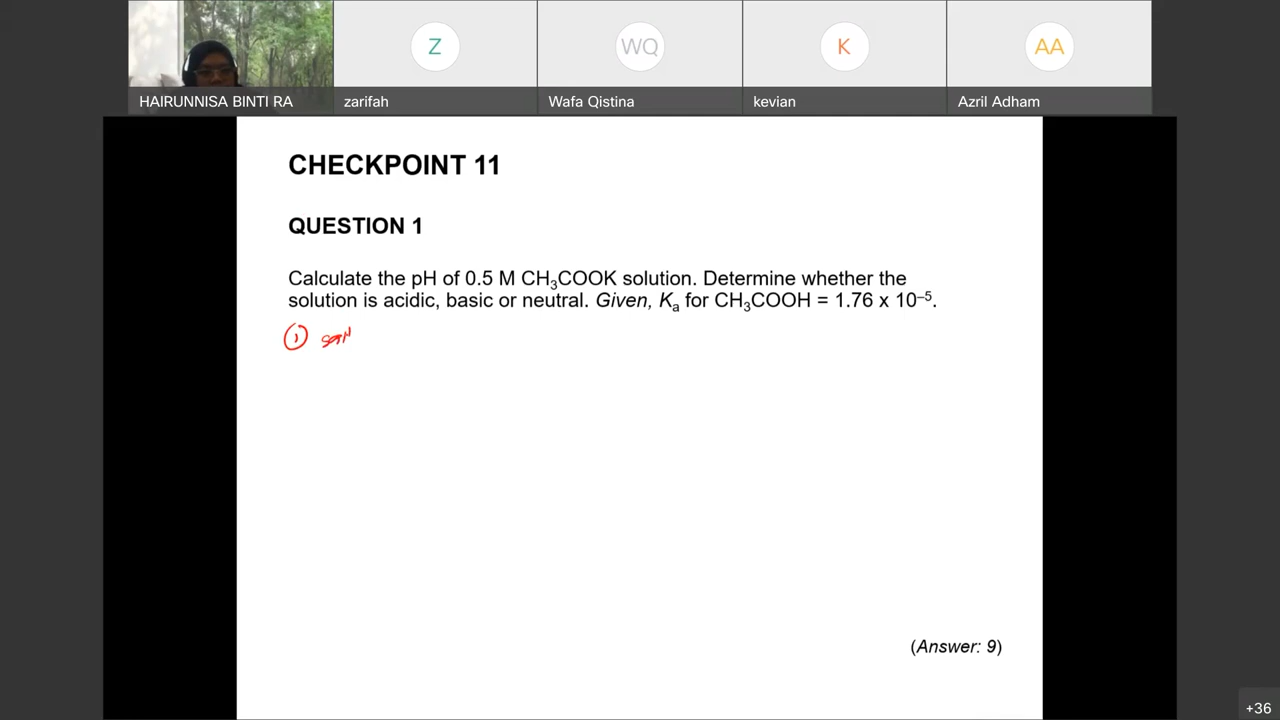 Z
WQ
K
AA
HAIRUNNISA BINTI RA
zarifah
Wafa Qistina
kevian
Azril Adham
CHECKPOINT 11
QUESTION 1
Calculate the pH of 0.5 M CH₃COOK solution. Determine whether the
solution is acidic, basic or neutral. Given, Kₐ for CH₃COOH = 1.76 x 10⁻⁵.
1
(Answer: 9)
+36